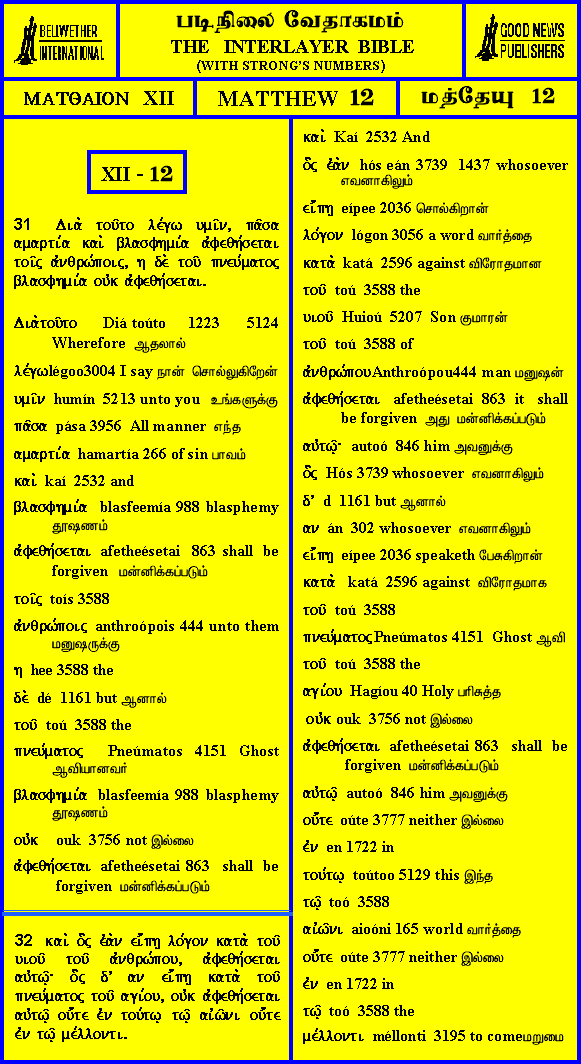 BELLWETHER
INTERNATIONAL
படிநிலை வேதாகமம்
THE INTERLAYER BIBLE
(WITH STRONG'S NUMBERS)
GOOD NEWS
PUBLISHERS
ΜΑΤΘΑΙΟΝ XII
MATTHEW 12
மத்தேயு 12
XII - 12
31 Διὰ τοῦτο λέγω υμῖν, πᾶσα
αμαρτία καὶ βλασφημία ἀφεθήσεται
τοῖς ἀνθρώποις, η δὲ τοῦ πνεύματος
βλασφημία οὐκ ἀφεθήσεται.
Διὰτοῦτο Diá toúto 1223 5124
Wherefore ஆதலால்
λέγωlégoo3004 I say நான் சொல்லுகிறேன்
υμῖν humín 5213 unto you உங்களுக்கு
πᾶσα pása 3956 All manner எந்த
αμαρτία hamartía 266 of sin பாவம்
καὶ kaí 2532 and
βλασφημία blasfeemía 988 blasphemy
தூஷணம்
ἀφεθήσεται afetheésetai 863 shall be
forgiven மன்னிக்கப்படும்
τοῖς toís 3588
ἀνθρώποις anthroópois 444 unto them
மனுஷருக்கு
η hee 3588 the
δὲ dé 1161 but ஆனால்
τοῦ toú 3588 the
πνεύματος Pneúmatos 4151 Ghost
ஆவியானவர்
βλασφημία blasfeemía 988 blasphemy
தூஷணம்
οὐκ ouk 3756 not இல்லை
ἀφεθήσεται afetheésetai 863 shall be
forgiven மன்னிக்கப்படும்
32 καὶ ὃς ἐὰν εἴπῃ λόγον κατὰ τοῦ
υιοῦ τοῦ ἀνθρώπου, ἀφεθήσεται
αὐτῷ· ὃς δ' αν εἴπῃ κατὰ τοῦ
πνεύματος τοῦ αγίου, οὐκ ἀφεθήσεται
αὐτῷ οὔτε ἐν τούτῳ τῷ αἰῶνι οὔτε
ἐν τῷ μέλλοντι.
καὶ Kaí 2532 And
ὃς ἐὰν hós eán 3739 1437 whosoever
எவனாகிலும்
εἴπῃ eípee 2036 சொல்கிறான்
λόγον lógon 3056 a word வார்த்தை
κατὰ katá 2596 against விரோதமான
τοῦ toú 3588 the
υιοῦ Huioú 5207 Son குமாரன்
τοῦ toú 3588 of
ἀνθρώπουAnthroópou444 man மனுஷன்
ἀφεθήσεται afetheésetai 863 it shall
be forgiven அது மன்னிக்கப்படும்
αὐτῷ· autoó 846 him அவனுக்கு
ὃς Hós 3739 whosoever எவனாகிலும்
δ' d 1161 but ஆனால்
αν án 302 whosoever எவனாகிலும்
εἴπῃ eípee 2036 speaketh பேசுகிறான்
κατὰ katá 2596 against விரோதமாக
τοῦ toú 3588
πνεύματοςPneúmatos 4151 Ghost ஆவி
τοῦ toú 3588 the
αγίου Hagíou 40 Holy பரிசுத்த
οὐκ ouk 3756 not இல்லை
ἀφεθήσεται afetheésetai 863 shall be
forgiven மன்னிக்கப்படும்
αὐτῷ autoó 846 him அவனுக்கு
οὔτε oúte 3777 neither இல்லை
ἐν en 1722 in
τούτῳ toútoo 5129 this இந்த
τῷ toó 3588
αἰῶνι aioóni 165 world வார்த்தை
οὔτε oúte 3777 neither இல்லை
ἐν en 1722 in
τῷ toó 3588 the
μέλλοντι méllonti 3195 to comeமறுமை